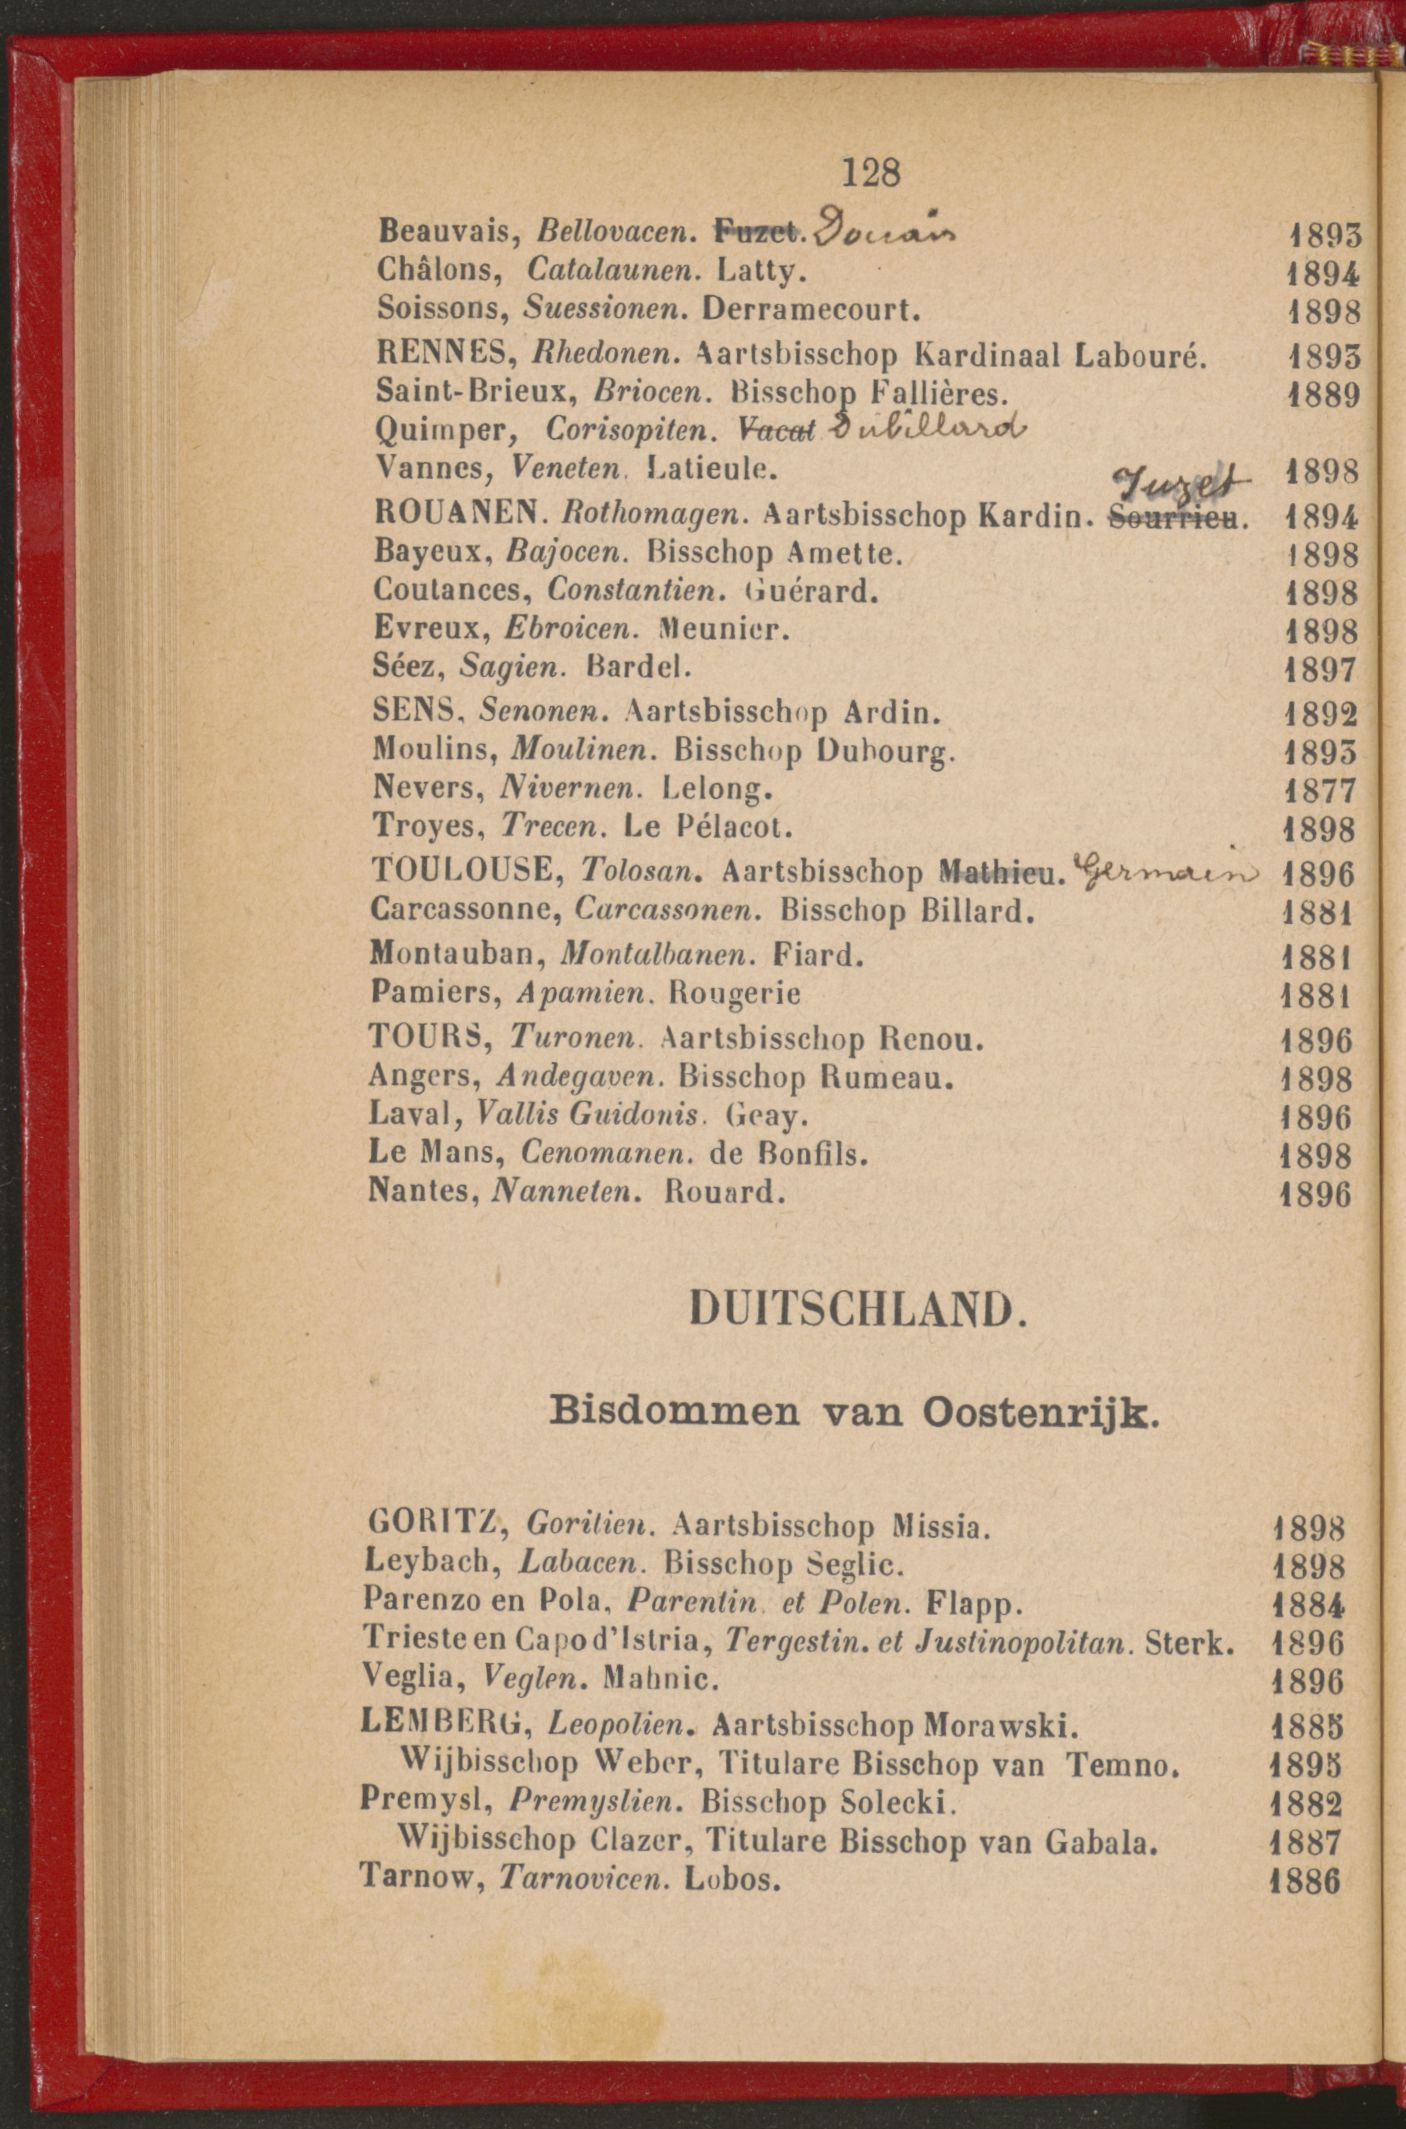 128
Beauvais, Bellovacen. Fuzet. Douais 1893
Châlons, Catalaunen. Latty. 1894
Soissons, Suessionen. Derramecourt. 1898
RENNES, Rhedonen. Aartsbisschop Kardinaal Labouré. 1893
Saint-Brieux, Briocen. Bisschop Fallières. 1889
Quimper, Corisopiten. Vacat Dubillard
Vannes, Veneten. Latieule. 1898
Fuzet
ROUANEN. Rothomagen. Aartsbisschop Kardin. Sourrieu. 1894
Bayeux, Bajocen. Bisschop Amette. 1898
Coutances, Constantien. Guérard. 1898
Evreux, Ebroicen. Meunier. 1898
Séez, Sagien. Bardel. 1897
SENS, Senonen. Aartsbisschop Ardin. 1892
Moulins, Moulinen. Bisschop Dubourg. 1893
Nevers, Nivernen. Lelong. 1877
Troyes, Trecen. Le Pélacot. 1898
TOULOUSE, Tolosan. Aartsbisschop Mathieu. Germain 1896
Carcassonne, Carcassonen. Bisschop Billard. 1881
Montauban, Montalbanen. Fiard. 1881
Pamiers, Apamien. Rougerie 1881
TOURS, Turonen. Aartsbisschop Renou. 1896
Angers, Andegaven. Bisschop Rumeau. 1898
Laval, Vallis Guidonis. Geay. 1896
Le Mans, Cenomanen. de Bonfils. 1898
Nantes, Nanneten. Rouard. 1896
DUITSCHLAND.
Bisdommen van Oostenrijk.
GORITZ, Goritien. Aartsbisschop Missia. 1898
Leybach, Labacen. Bisschop Seglic. 1898
Parenzo en Pola, Parentin. et Polen. Flapp. 1884
Trieste en Capo d'Istria, Tergestin. et Justinopolitan. Sterk. 1896
Veglia, Veglen. Mahnic. 1896
LEMBERG, Leopolien. Aartsbisschop Morawski. 1885
Wijbisschop Weber, Titulare Bisschop van Temno. 1895
Premysl, Premyslien. Bisschop Solecki. 1882
Wijbisschop Clazer, Titulare Bisschop van Gabala. 1887
Tarnow, Tarnovicen. Lobos. 1886